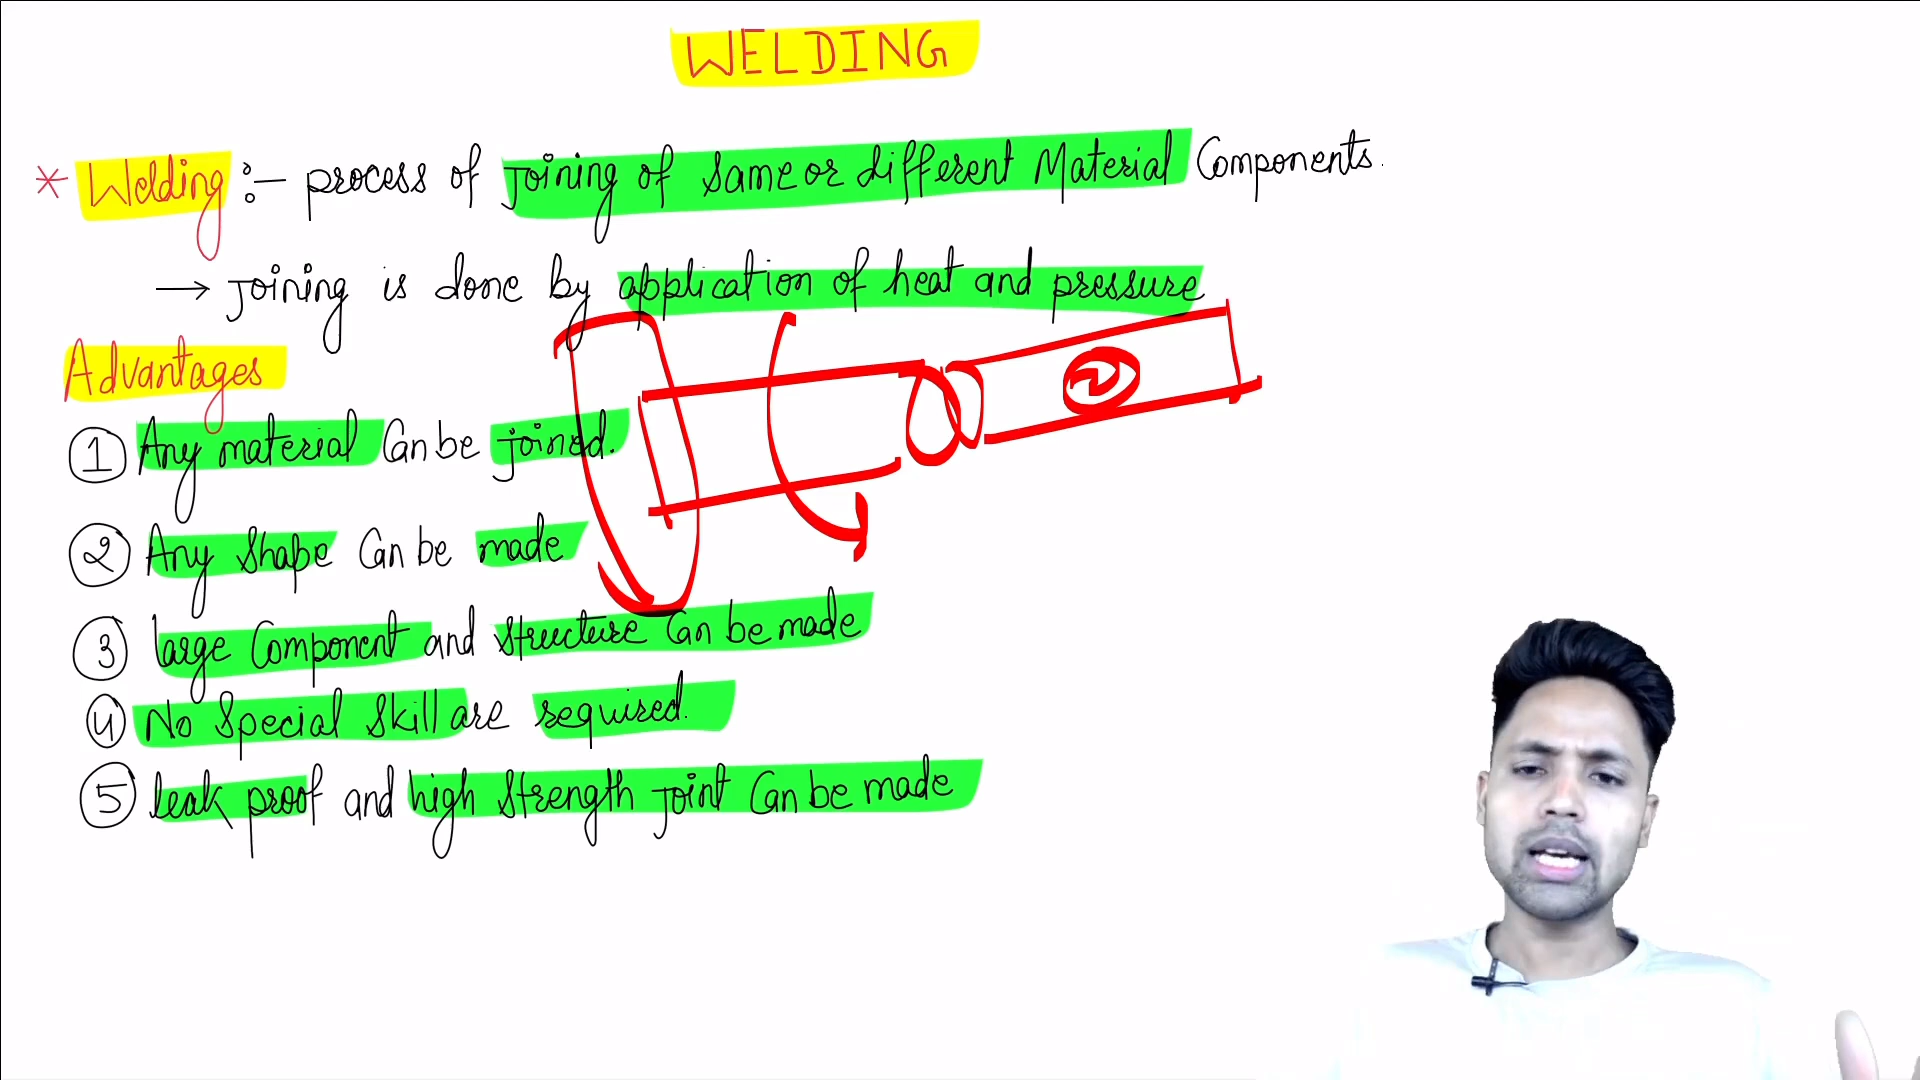 WELDING
* Welding :- process of joining of same or different Material Components.
→ joining is done by application of heat and pressure
Advantages
① Any material Can be joined.
② Any shape Can be made
③ large Component and structure Can be made
④ No special skill are required.
⑤ leak proof and high strength joint Can be made
2